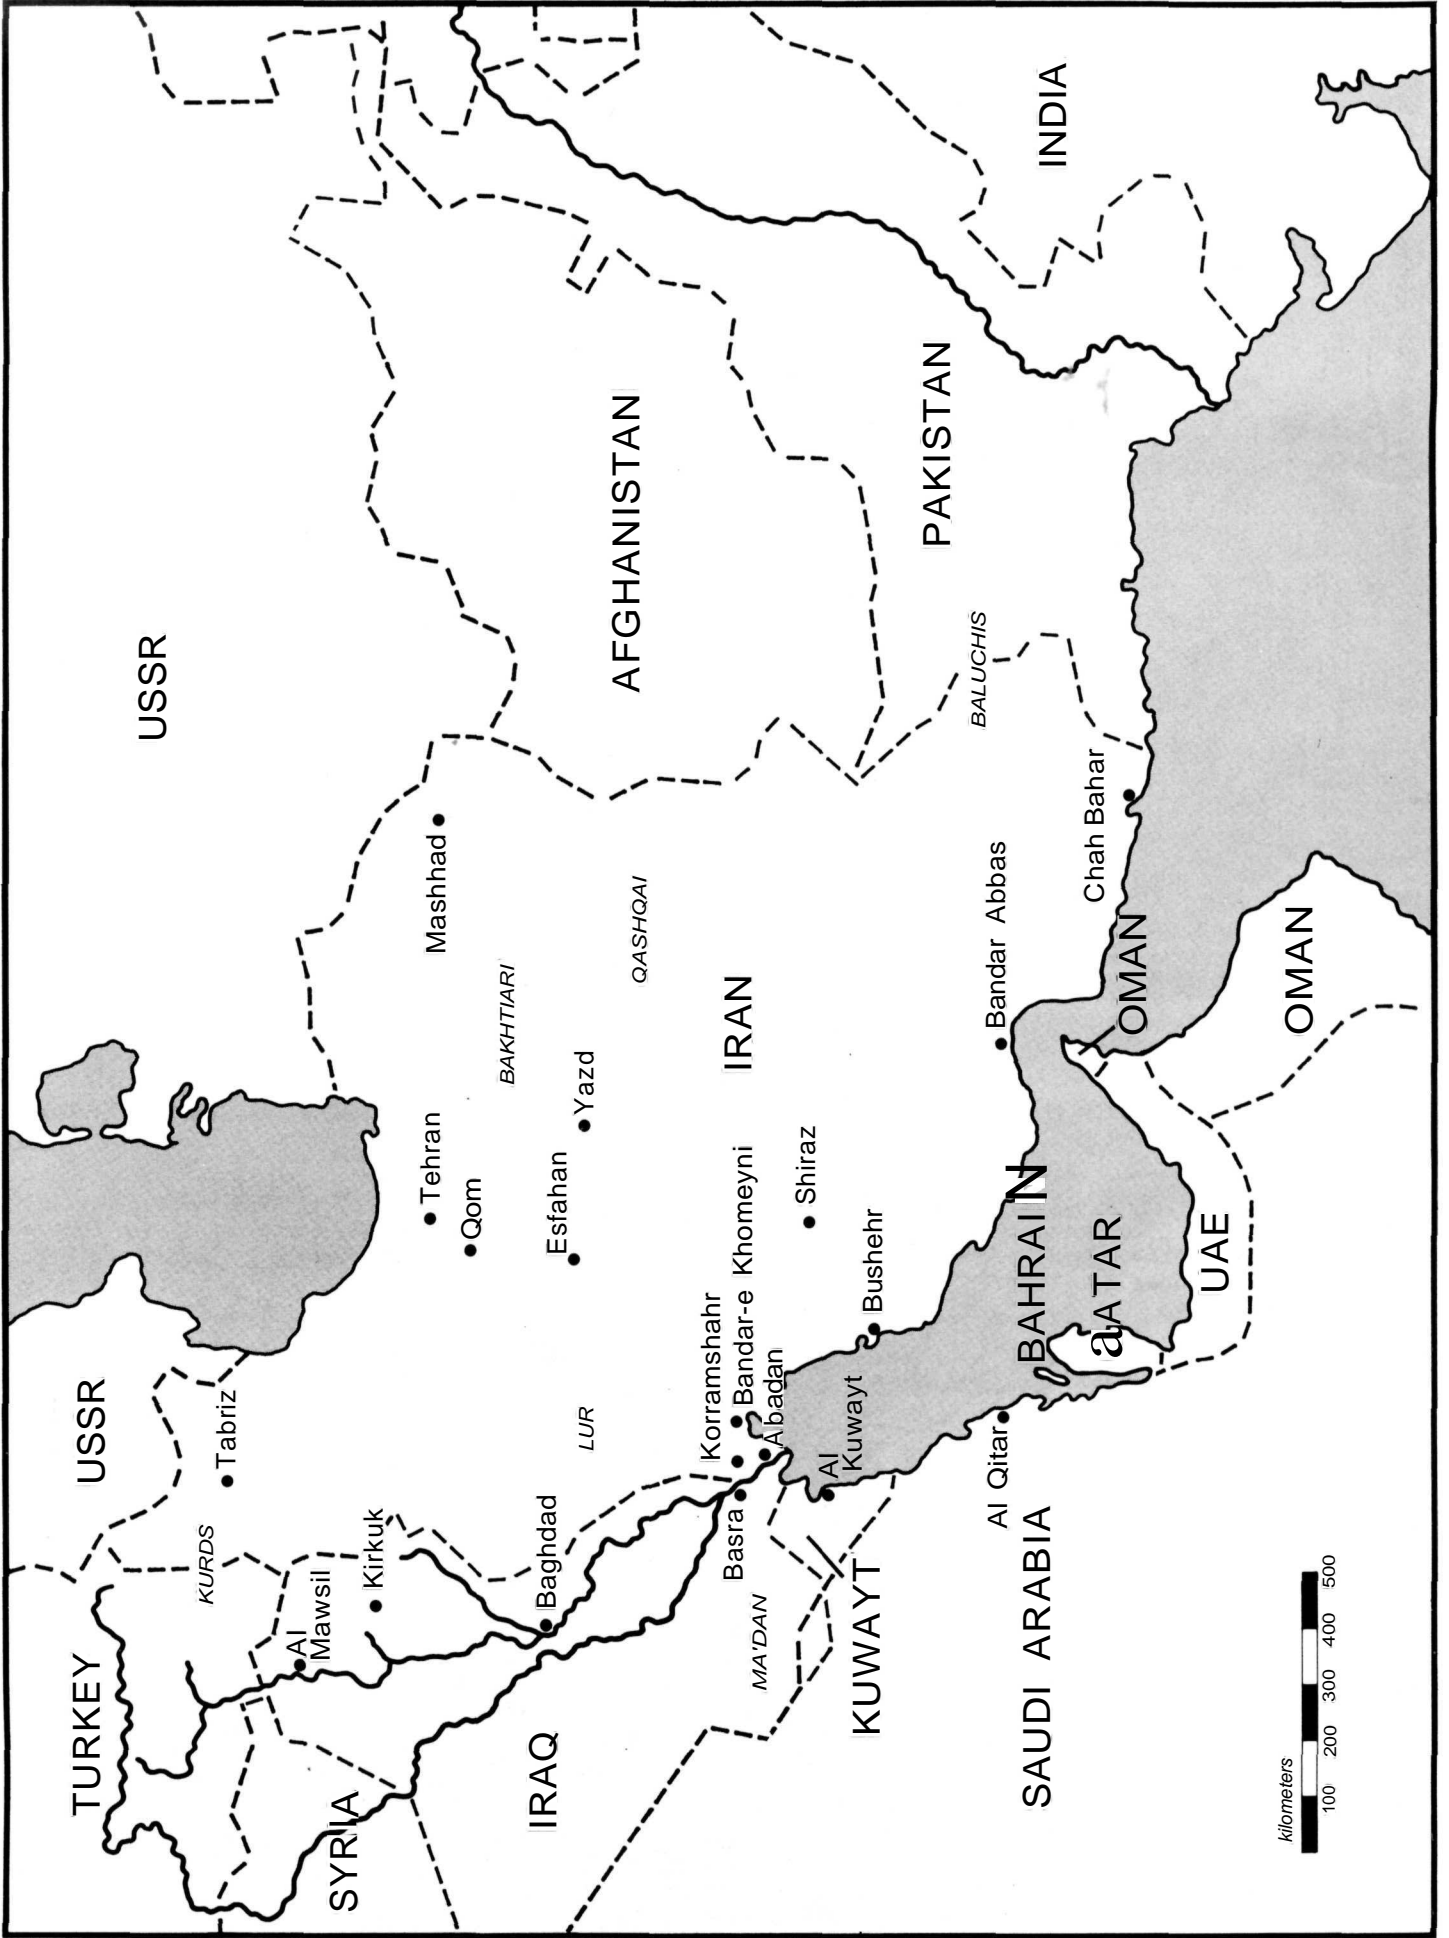 TURKEY
USSR
USSR
KURDS
Tabriz
SYRIA
Al
Mawsil
Kirkuk
Tehran
Qom
Mashhad
BAKHTIARI
IRAQ
Baghdad
LUR
Esfahan
Yazd
QASHQAI
AFGHANISTAN
IRAN
Korramshahr
Bandar-e Khomeyni
Abadan
Basra
MA'DAN
Shiraz
Al
Kuwayt
KUWAYT
Bushehr
PAKISTAN
BALUCHIS
INDIA
Al Qitar
Bandar Abbas
SAUDI ARABIA
BAHRAIN
aATAR
Chah Bahar
OMAN
UAE
OMAN
kilometers
100 200 300 400 500